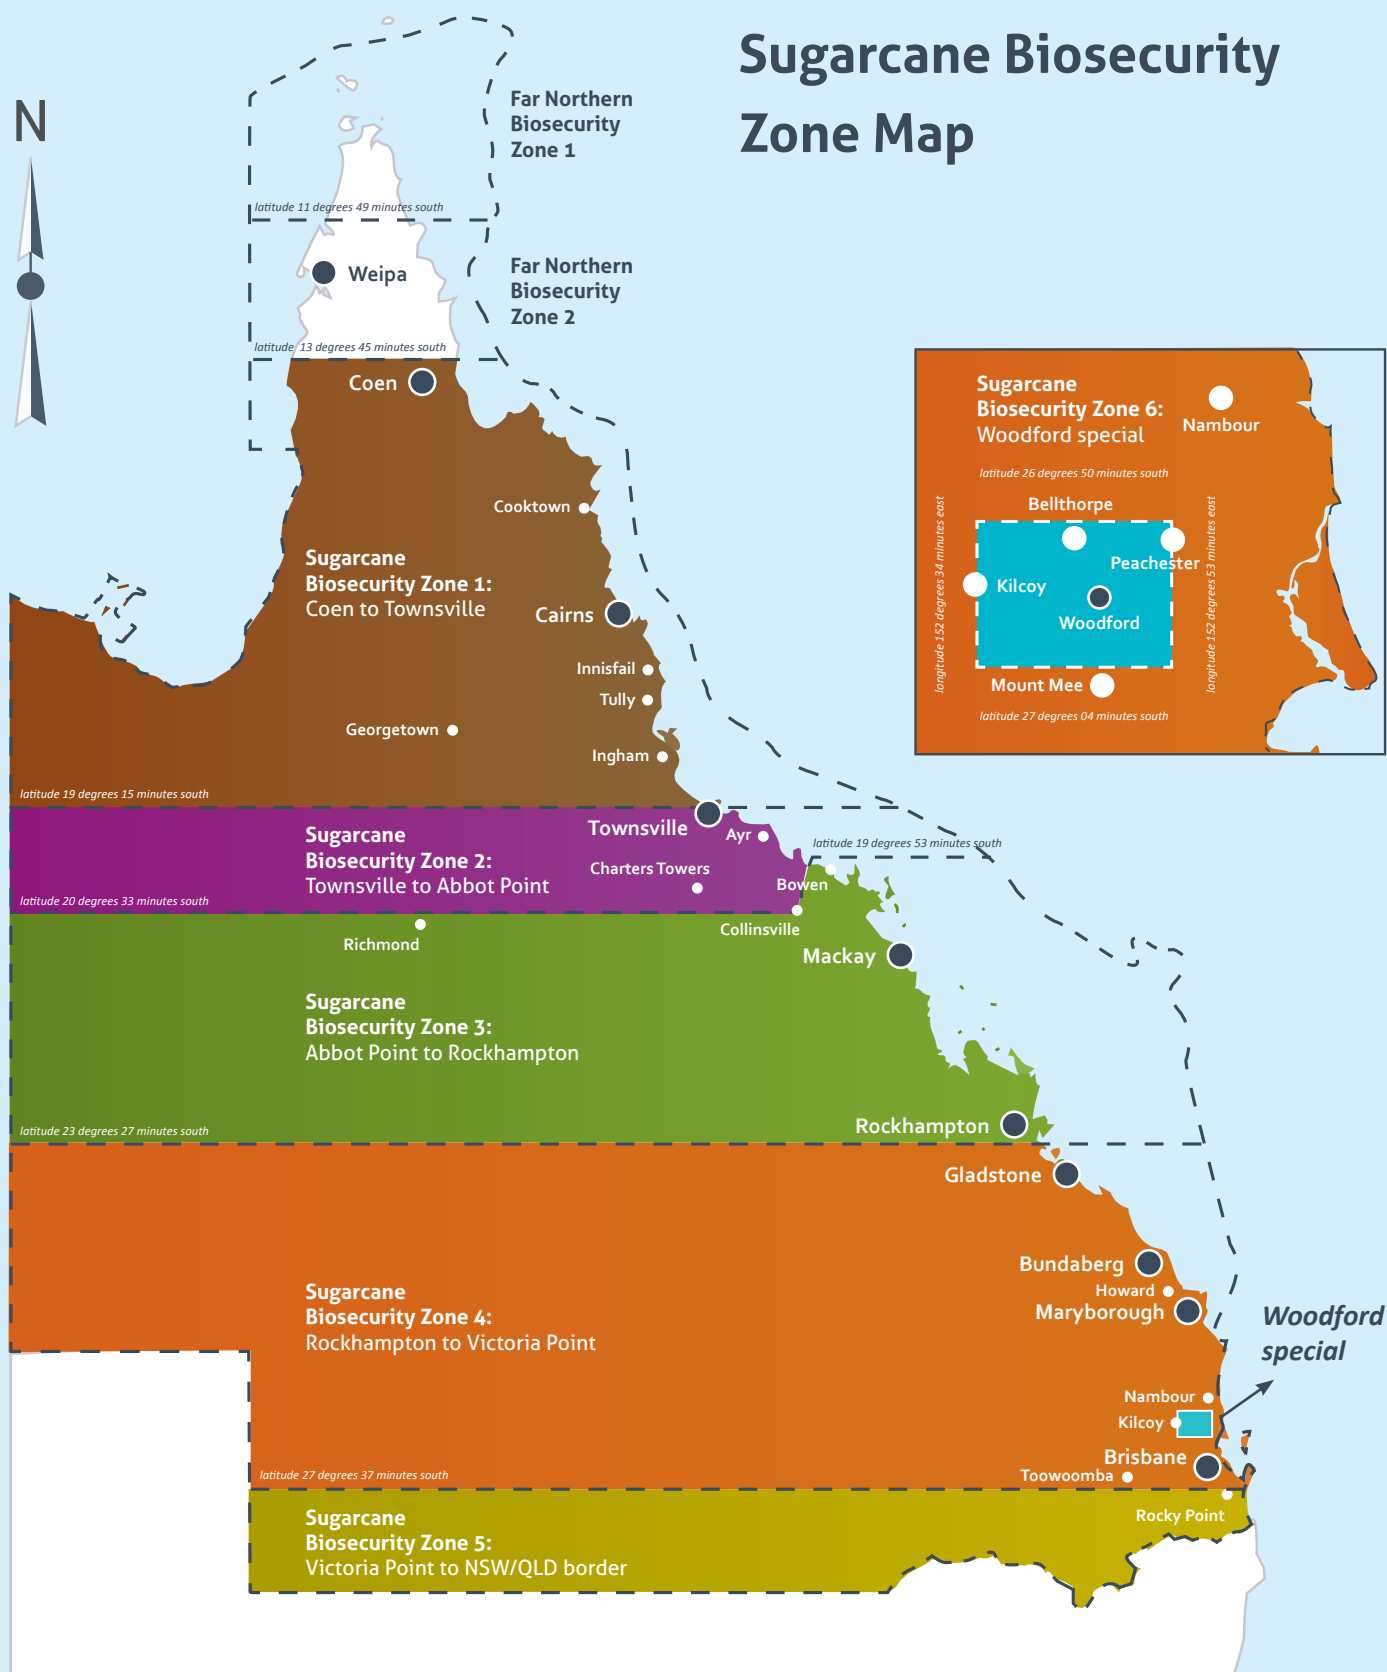 Sugarcane Biosecurity
Zone Map
N
Far Northern
Biosecurity
Zone 1
latitude 11 degrees 49 minutes south
Far Northern
Biosecurity
Zone 2
Weipa
latitude 13 degrees 45 minutes south
Coen
Cooktown
Sugarcane
Biosecurity Zone 1:
Coen to Townsville
Cairns
Innisfail
Tully
Georgetown
Ingham
latitude 19 degrees 15 minutes south
Sugarcane
Biosecurity Zone 2:
Townsville to Abbot Point
Townsville
Ayr
latitude 19 degrees 53 minutes south
Charters Towers
Bowen
latitude 20 degrees 33 minutes south
Collinsville
Richmond
Mackay
Sugarcane
Biosecurity Zone 3:
Abbot Point to Rockhampton
Rockhampton
latitude 23 degrees 27 minutes south
Gladstone
Bundaberg
Howard
Maryborough
Sugarcane
Biosecurity Zone 4:
Rockhampton to Victoria Point
Woodford
special
Nambour
Kilcoy
Brisbane
Toowoomba
latitude 27 degrees 37 minutes south
Rocky Point
Sugarcane
Biosecurity Zone 5:
Victoria Point to NSW/QLD border
Sugarcane
Biosecurity Zone 6:
Woodford special
Nambour
latitude 26 degrees 50 minutes south
longitude 152 degrees 34 minutes east
longitude 152 degrees 53 minutes east
Bellthorpe
Peachester
Kilcoy
Woodford
Mount Mee
latitude 27 degrees 04 minutes south